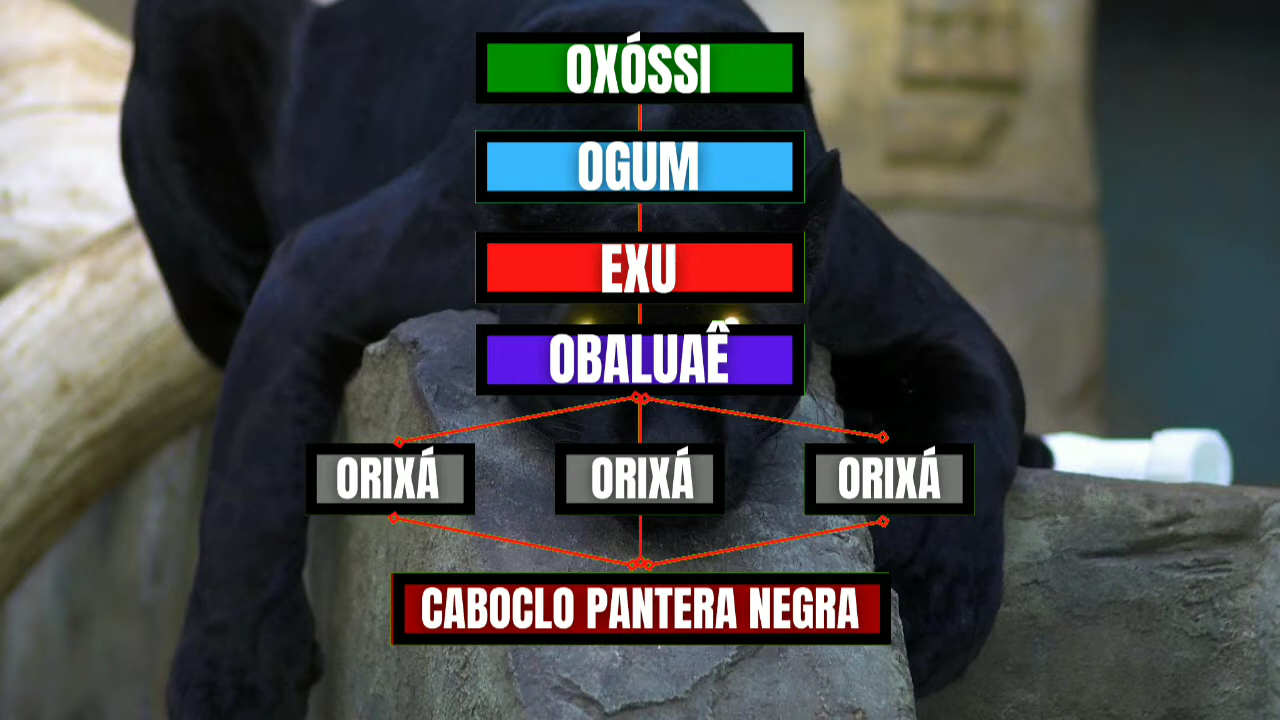 OXÓSSI
OGUM
EXU
OBALUAÊ
ORIXÁ ORIXÁ ORIXÁ
CABOCLO PANTERA NEGRA